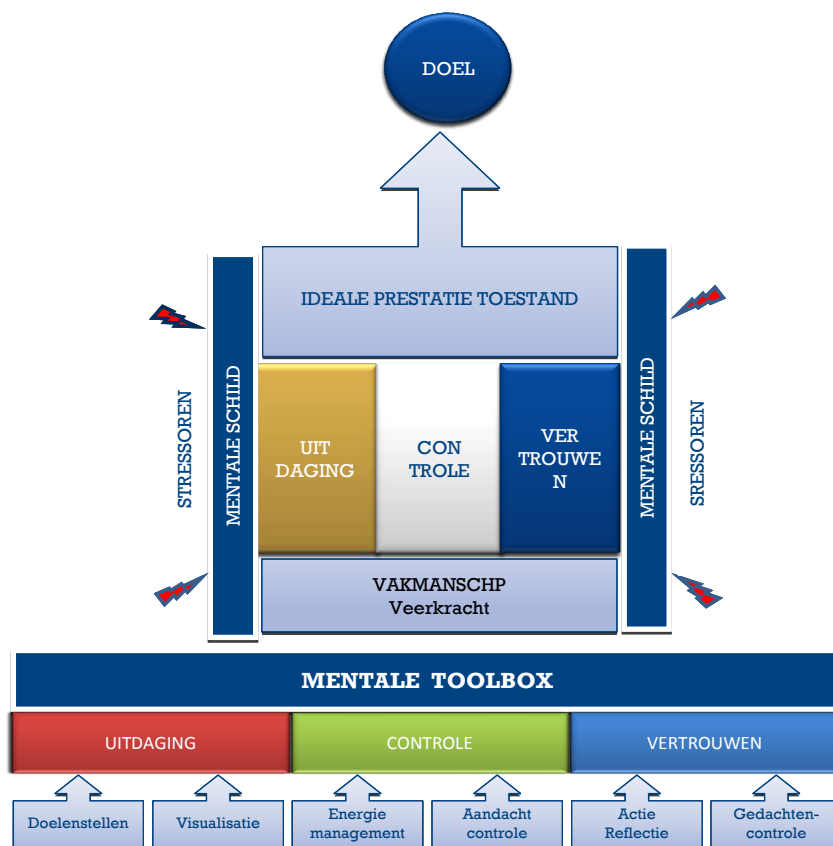 DOEL
IDEALE PRESTATIE TOESTAND
STRESSOREN
MENTALE SCHILD
UIT
DAGING
CON
TROLE
VER
TROUWE
N
MENTALE SCHILD
SRESSOREN
VAKMANSCHP
Veerkracht
MENTALE TOOLBOX
UITDAGING
CONTROLE
VERTROUWEN
Doelenstellen
Visualisatie
Energie
management
Aandacht
controle
Actie
Reflectie
Gedachten-
controle